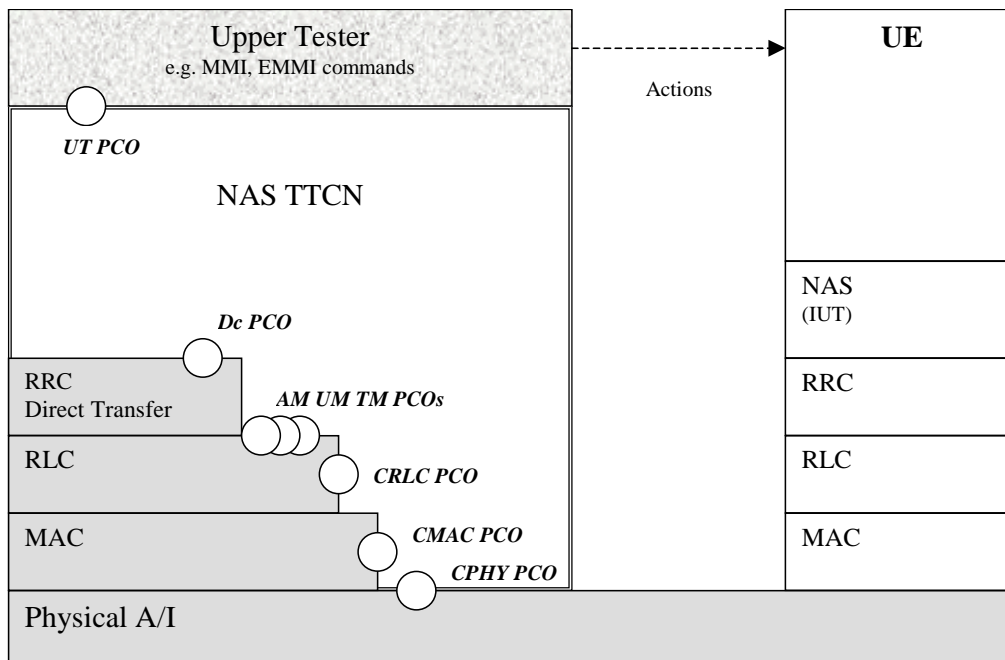 Upper Tester
e.g. MMI, EMMI commands
UE
Actions
UT PCO
NAS TTCN
NAS
(IUT)
Dc PCO
RRC
Direct Transfer
AM UM TM PCOs
RRC
RLC
CRLC PCO
RLC
MAC
CMAC PCO
MAC
CPHY PCO
Physical A/I